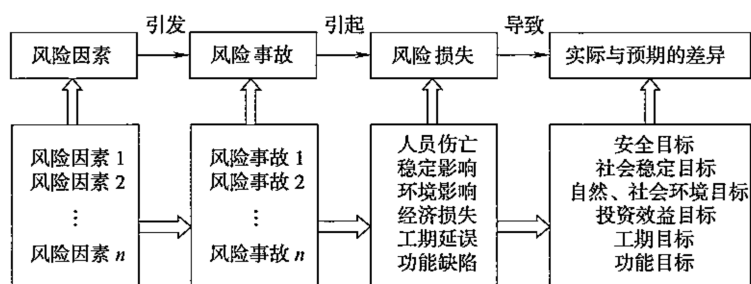 引发
引起
导致
风险因素
风险事故
风险损失
实际与预期的差异
风险因素 1
风险因素 2
⋮
风险因素 n
风险事故 1
风险事故 2
⋮
风险事故 n
人员伤亡
稳定影响
环境影响
经济损失
工期延误
功能缺陷
安全目标
社会稳定目标
自然、社会环境目标
投资效益目标
工期目标
功能目标